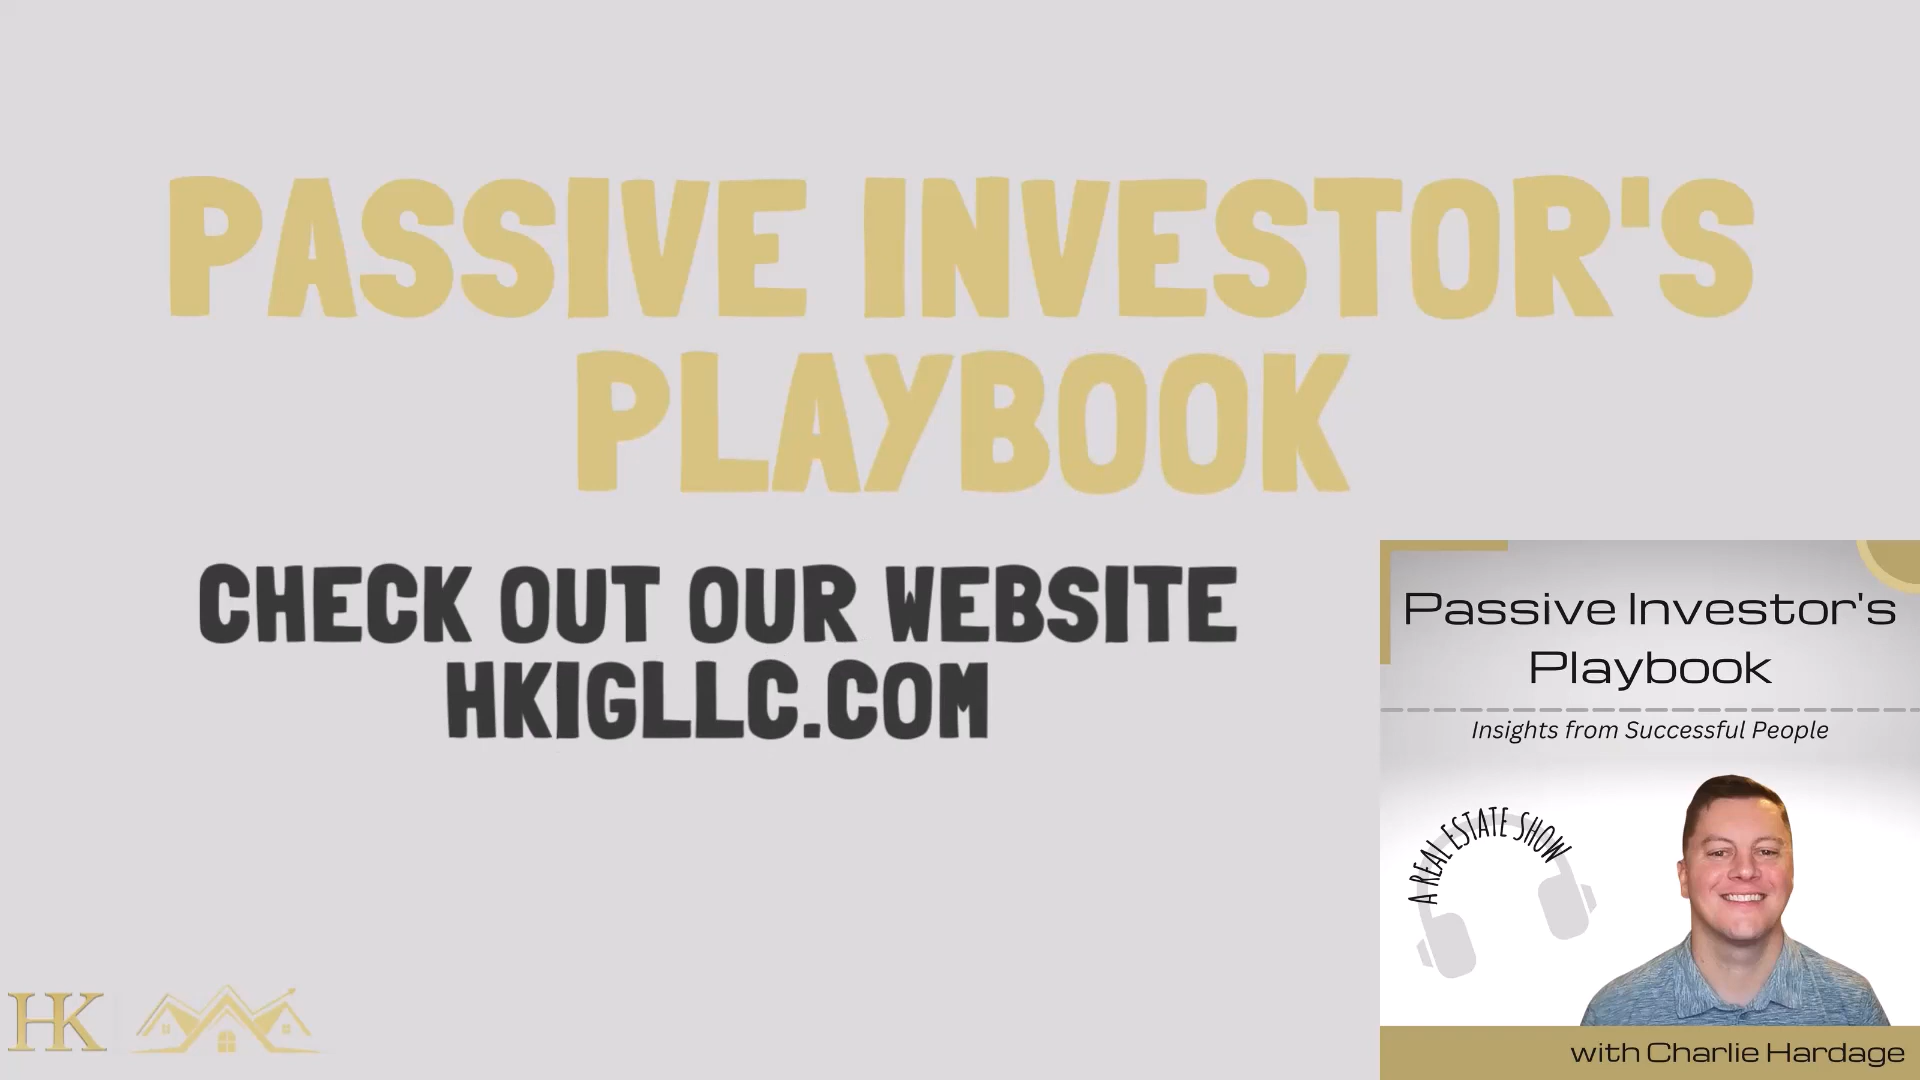 PASSIVE INVESTOR'S
PLAYBOOK
CHECK OUT OUR WEBSITE
HKIGLLC.COM
Passive Investor's
Playbook
Insights from Successful People
A REAL ESTATE SHOW
with Charlie Hardage
HK